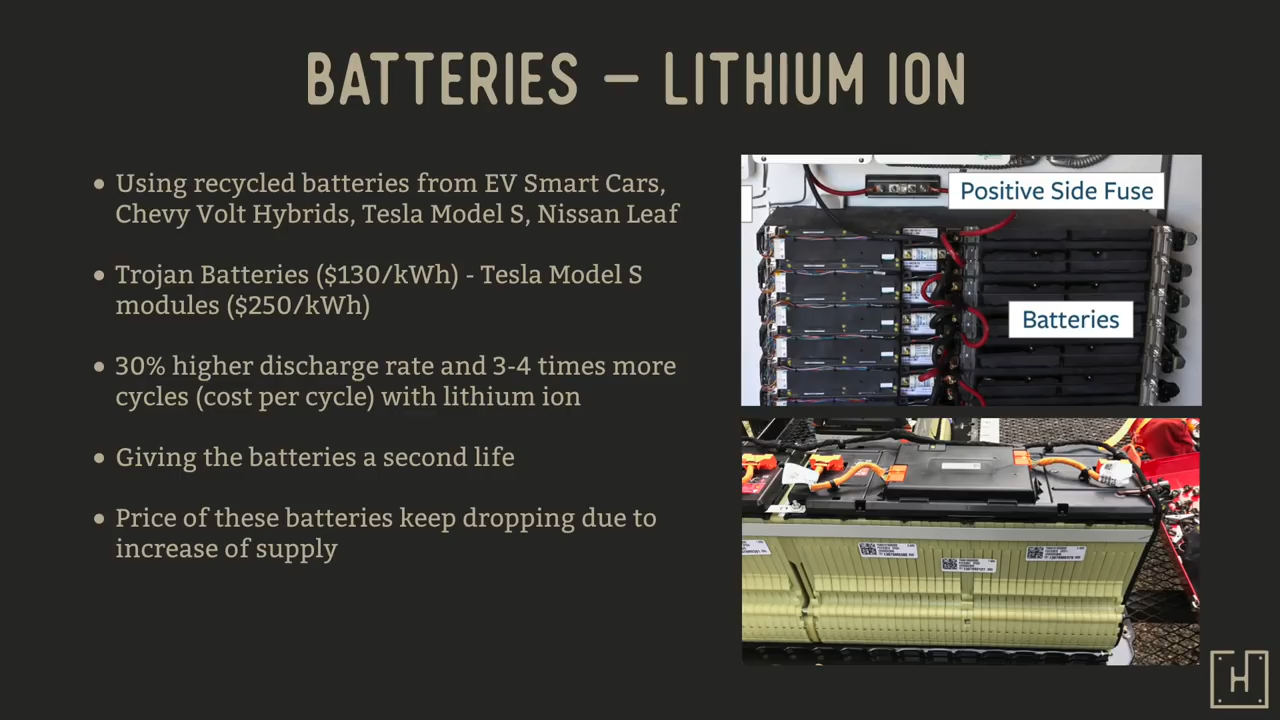 BATTERIES – LITHIUM ION
• Using recycled batteries from EV Smart Cars,
Chevy Volt Hybrids, Tesla Model S, Nissan Leaf
• Trojan Batteries ($130/kWh) - Tesla Model S
modules ($250/kWh)
• 30% higher discharge rate and 3-4 times more
cycles (cost per cycle) with lithium ion
• Giving the batteries a second life
• Price of these batteries keep dropping due to
increase of supply
Positive Side Fuse
Batteries
H